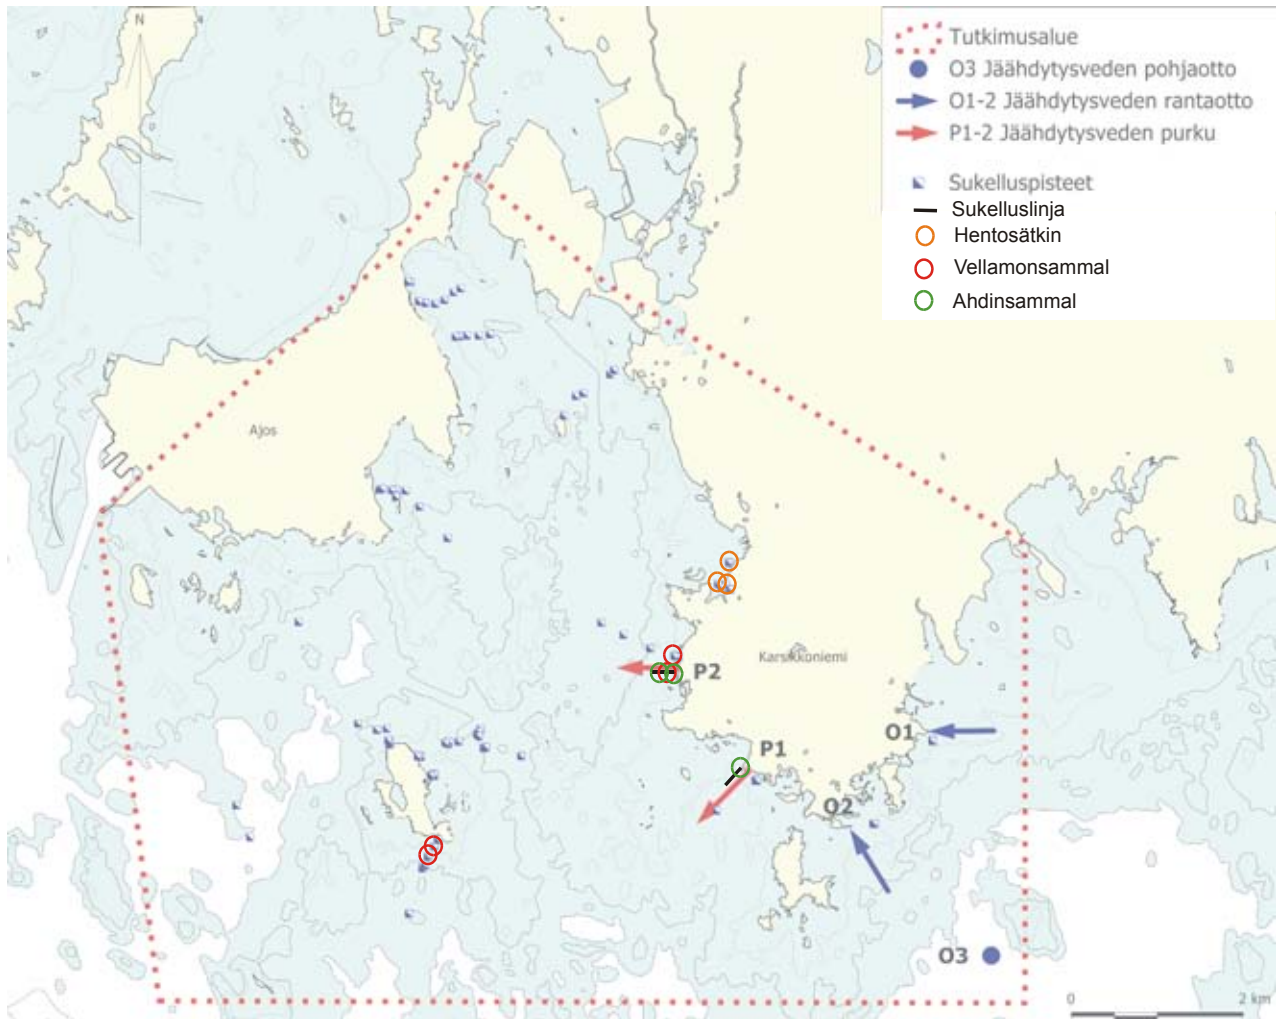 N
Tutkimusalue
O3 Jäähdytysveden pohjaotto
O1-2 Jäähdytysveden rantaotto
P1-2 Jäähdytysveden purku
Sukelluspisteet
Sukelluslinja
Hentosätkin
Vellamonsammal
Ahdinsammal
Ajos
Karsikkoniemi
P2
O1
P1
O2
O3
0 2 km